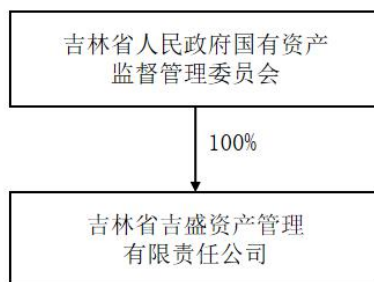 吉林省人民政府国有资产
监督管理委员会
100%
吉林省吉盛资产管理
有限责任公司